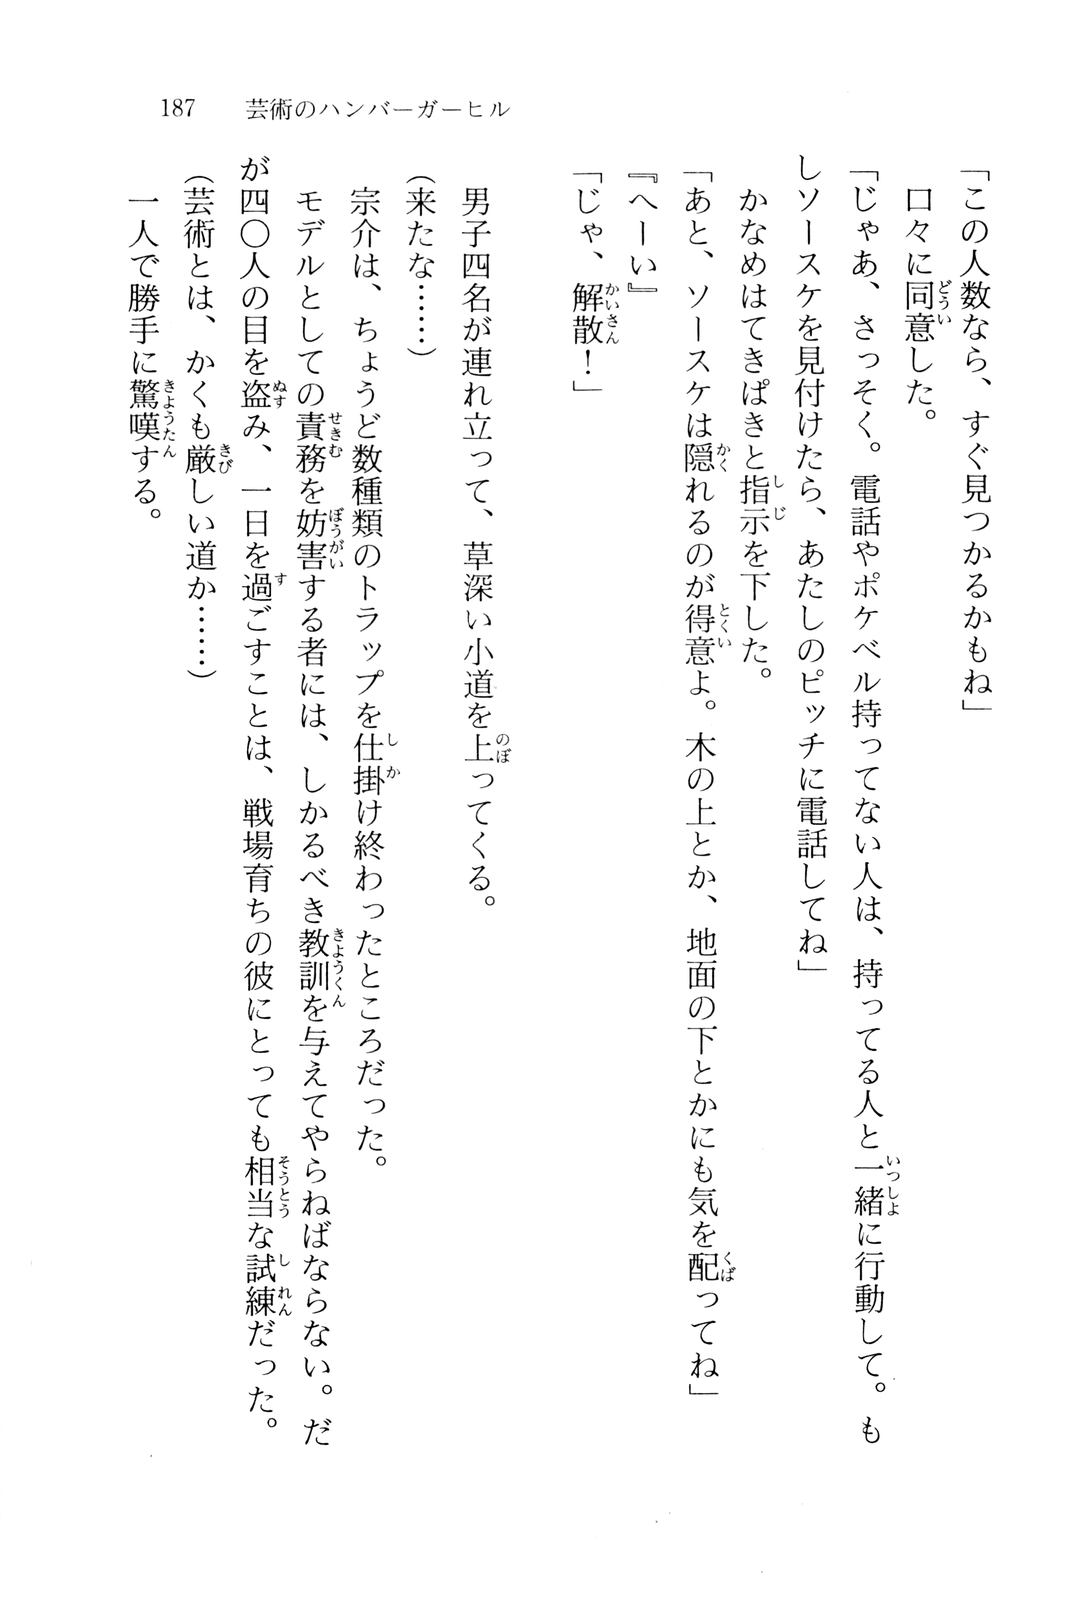 187　芸術のハンバーガーヒル
「この人数なら、すぐ見つかるかもね」
口々に同意した。
「じゃあ、さっそく。電話やポケベル持ってない人は、持ってる人と一緒に行動して。も
しソースケを見付けたら、あたしのピッチに電話してね」
かなめはてきぱきと指示を下した。
「あと、ソースケは隠れるのが得意よ。木の上とか、地面の下とかにも気を配ってね」
『へーい』
「じゃ、解散！」
男子四名が連れ立って、草深い小道を上ってくる。
（来たな……）
宗介は、ちょうど数種類のトラップを仕掛け終わったところだった。
モデルとしての責務を妨害する者には、しかるべき教訓を与えてやらねばならない。だ
が四〇人の目を盗み、一日を過ごすことは、戦場育ちの彼にとっても相当な試練だった。
（芸術とは、かくも厳しい道か……）
一人で勝手に驚嘆する。